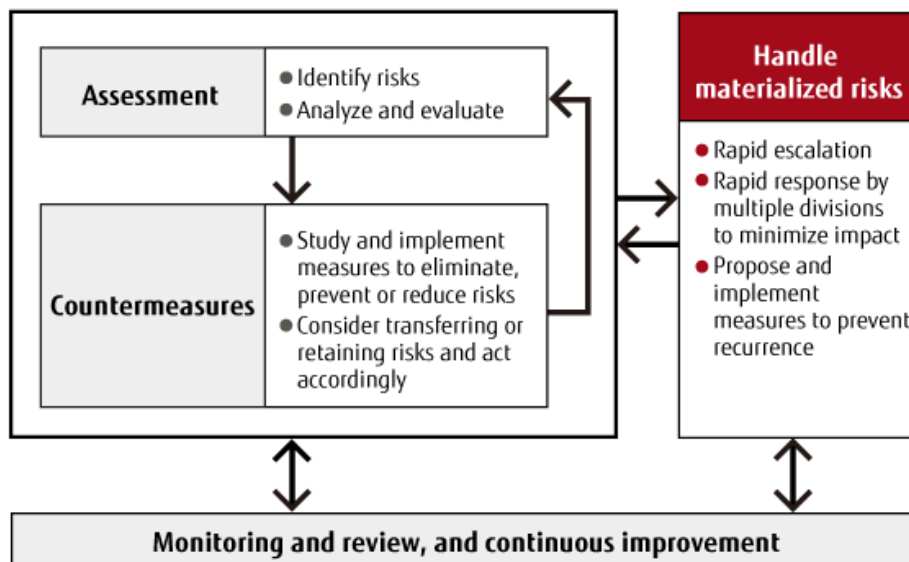 Assessment
● Identify risks
● Analyze and evaluate
Countermeasures
● Study and implement
measures to eliminate,
prevent or reduce risks
● Consider transferring or
retaining risks and act
accordingly
Handle
materialized risks
● Rapid escalation
● Rapid response by
multiple divisions
to minimize impact
● Propose and
implement
measures to prevent
recurrence
Monitoring and review, and continuous improvement